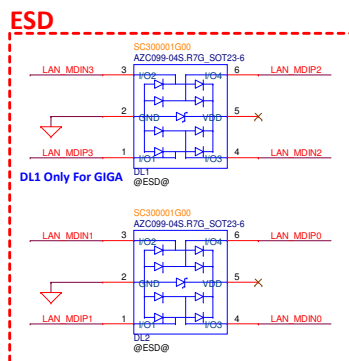 ESD
SC300001G00
AZC099-04S.R7G_SOT23-6
LAN_MDIN3 3 I/O2 I/O4 6 LAN_MDIP2
2 GND VDD 5
LAN_MDIP3 1 I/O1 I/O3 4 LAN_MDIN2
DL1 Only For GIGA DL1
@ESD@
SC300001G00
AZC099-04S.R7G_SOT23-6
LAN_MDIN1 3 I/O2 I/O4 6 LAN_MDIP0
2 GND VDD 5
LAN_MDIP1 1 I/O1 I/O3 4 LAN_MDIN0
DL2
@ESD@